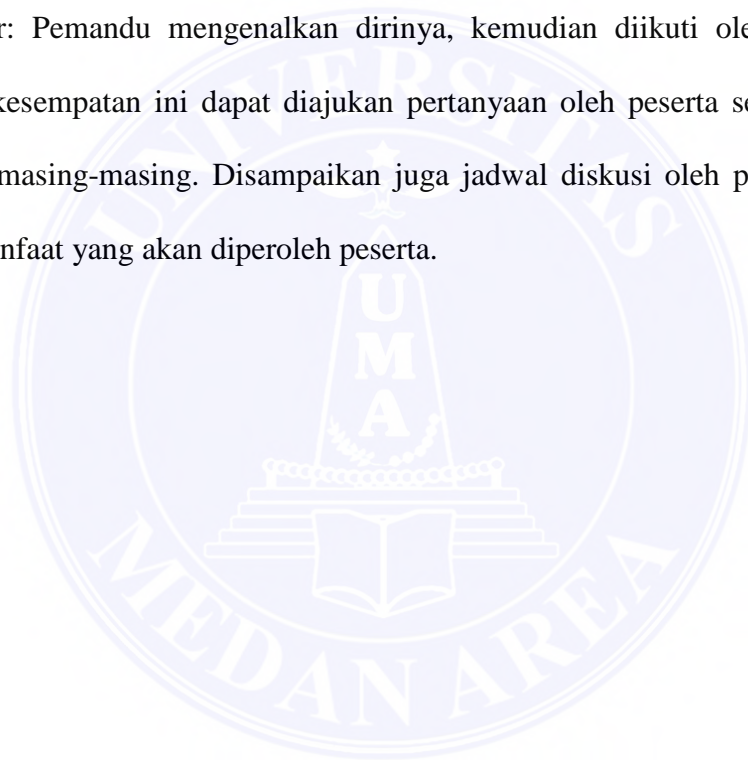 r: Pemandu mengenalkan dirinya, kemudian diikuti ole
kesempatan ini dapat diajukan pertanyaan oleh peserta se
masing-masing. Disampaikan juga jadwal diskusi oleh p
nfaat yang akan diperoleh peserta.
UNIVERSITAS
UMA
MEDAN AREA